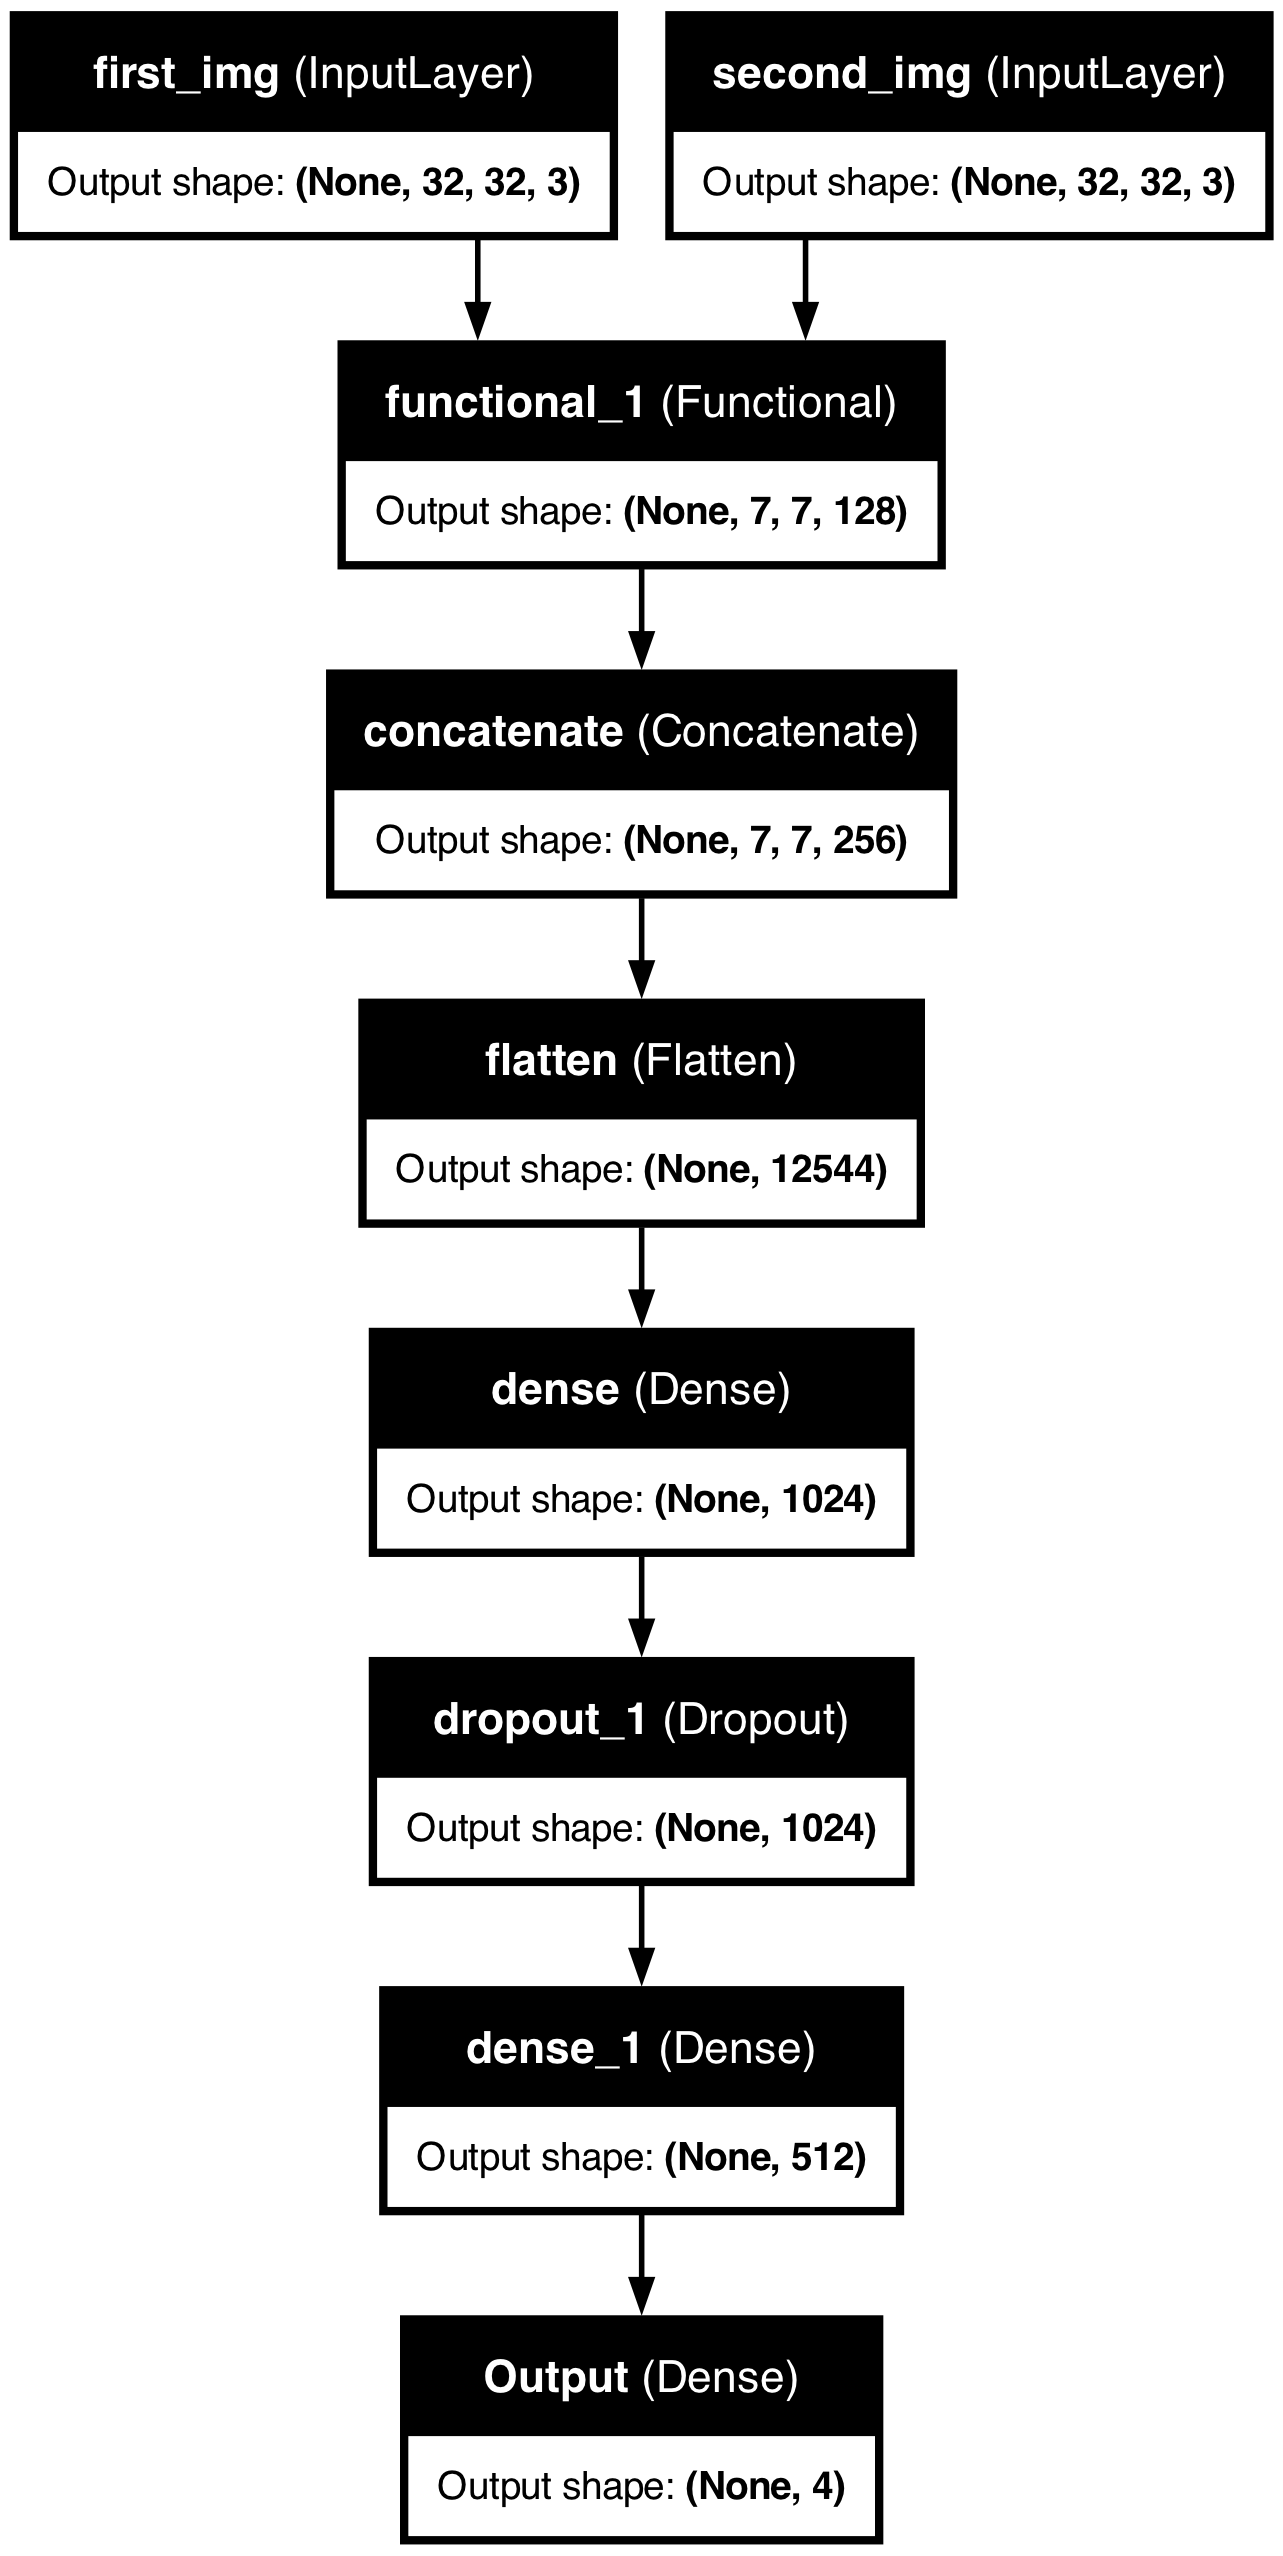 first_img (InputLayer)
Output shape: (None, 32, 32, 3)
second_img (InputLayer)
Output shape: (None, 32, 32, 3)
functional_1 (Functional)
Output shape: (None, 7, 7, 128)
concatenate (Concatenate)
Output shape: (None, 7, 7, 256)
flatten (Flatten)
Output shape: (None, 12544)
dense (Dense)
Output shape: (None, 1024)
dropout_1 (Dropout)
Output shape: (None, 1024)
dense_1 (Dense)
Output shape: (None, 512)
Output (Dense)
Output shape: (None, 4)